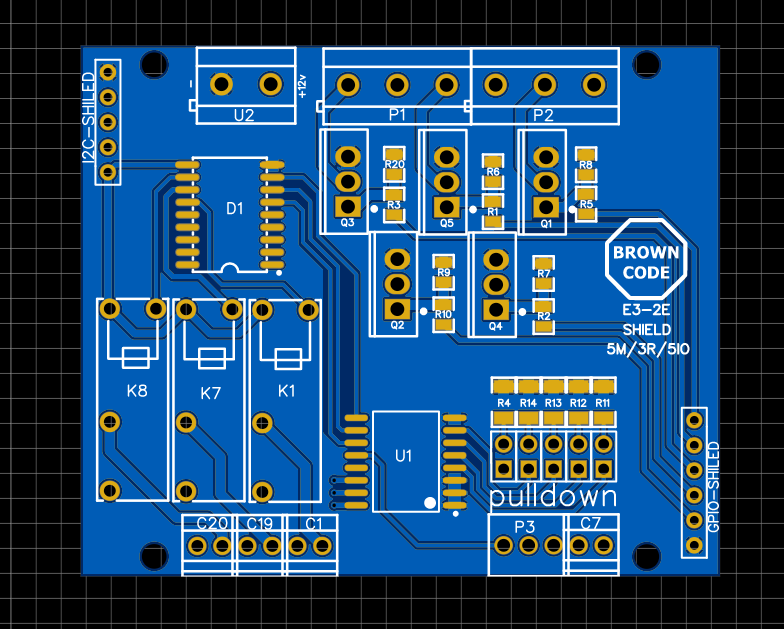 I2C-SHILED
-
U2
+12v
P1
P2
D1
Q3
R20
R3
Q5
R6
R1
Q1
R8
R5
BROWN
CODE
E3-2E
SHIELD
5M/3R/5IO
Q2
R9
R10
Q4
R7
R2
K8
K7
K1
U1
R4 R14 R13 R12 R11
pulldown
GPIO-SHILED
C20
C19
C1
P3
C7